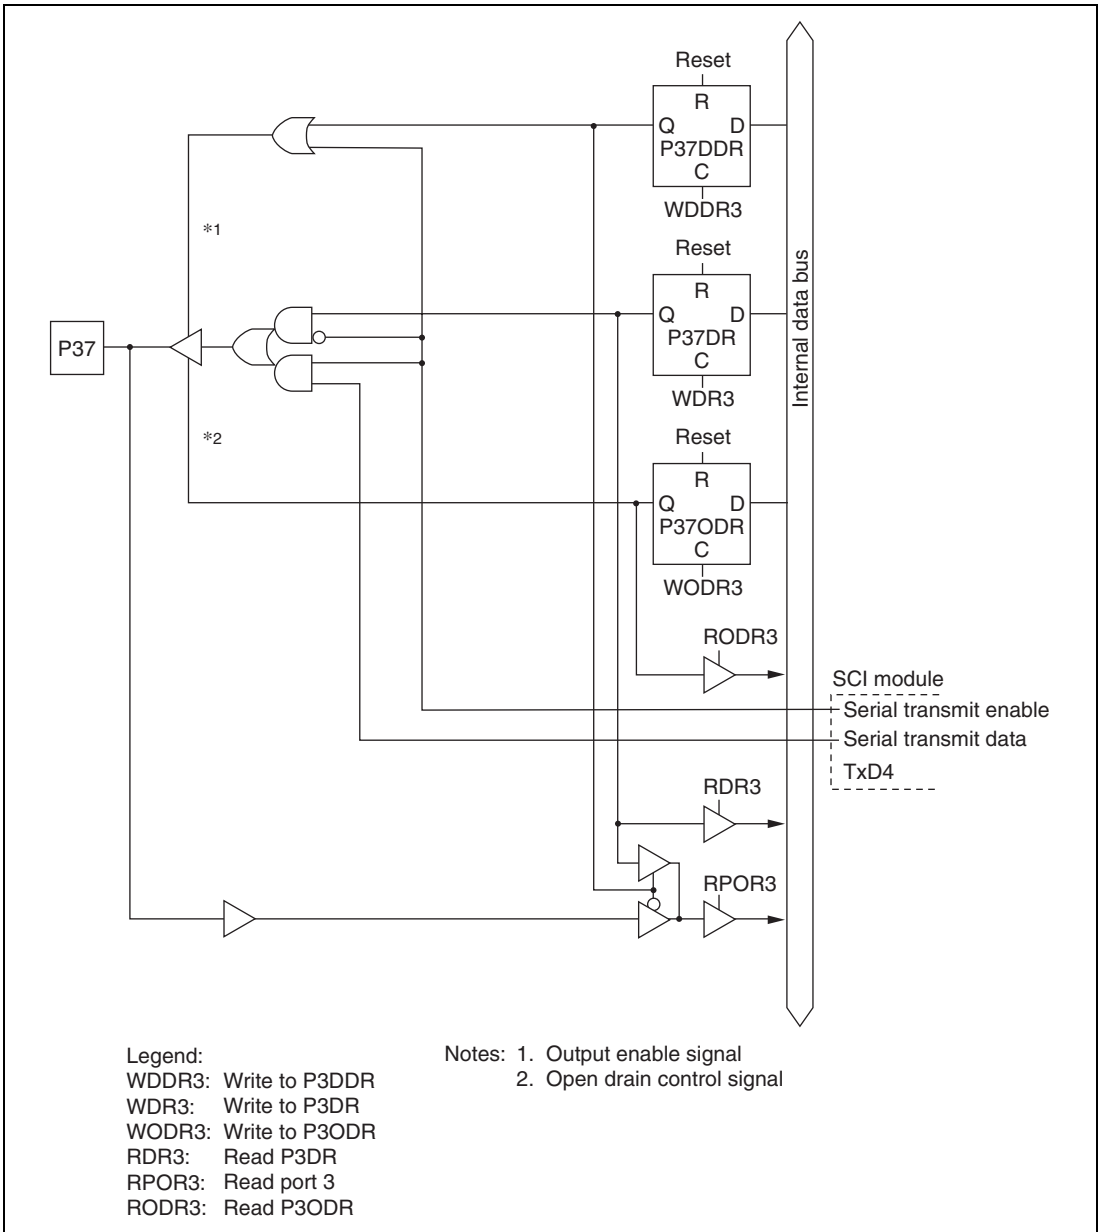 Reset
R
Q D
P37DDR
C
WDDR3
*1
Reset
R
Q D
P37DR
C
WDR3
Internal data bus
P37
*2
Reset
R
Q D
P37ODR
C
WODR3
RODR3
SCI module
Serial transmit enable
Serial transmit data
TxD4
RDR3
RPOR3
Legend:
WDDR3: Write to P3DDR
WDR3: Write to P3DR
WODR3: Write to P3ODR
RDR3: Read P3DR
RPOR3: Read port 3
RODR3: Read P3ODR
Notes: 1. Output enable signal
2. Open drain control signal